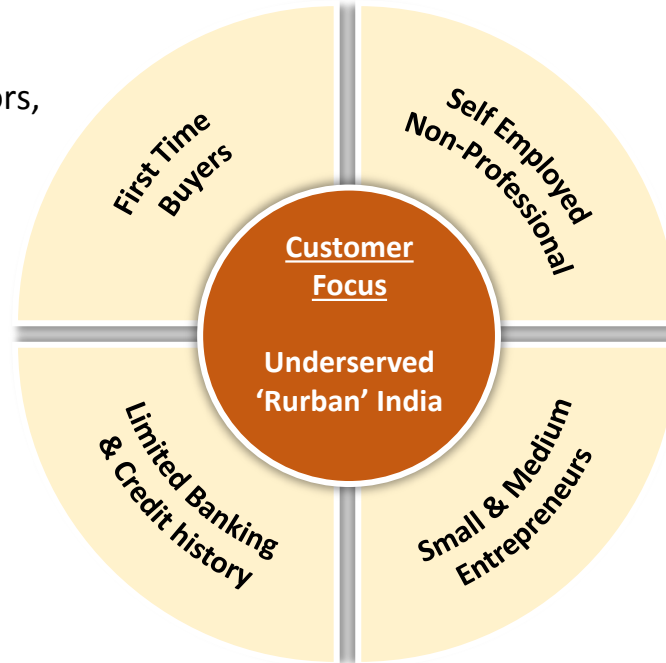 ors,
First Time
Buyers
Self Employed
Non-Professional
Customer
Focus
Underserved
‘Rurban’ India
Limited Banking
& Credit history
Small & Medium
Entrepreneurs